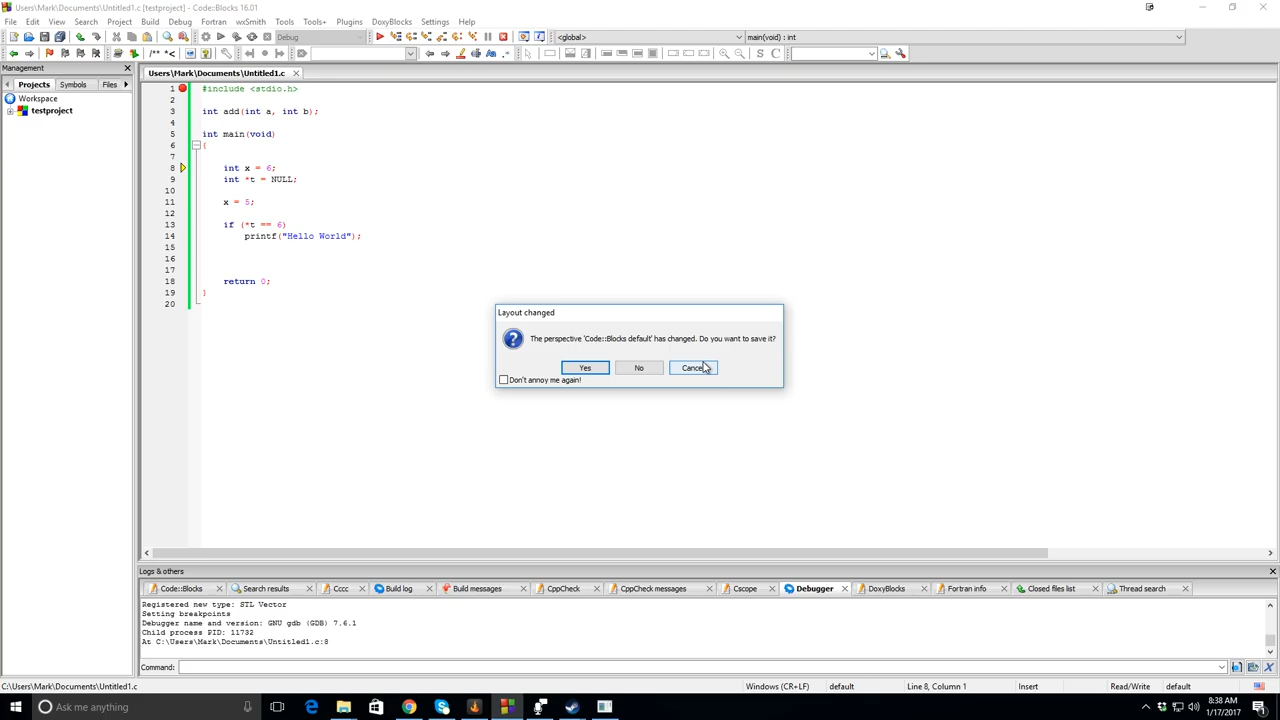 Users\Mark\Documents\Untitled1.c [testproject] - Code::Blocks 16.01
File Edit View Search Project Build Debug Fortran wxSmith Tools Tools+ Plugins DoxyBlocks Settings Help
Debug
<global>
main(void) : int
/** *<
Aa
.*
S C
Management
Users\Mark\Documents\Untitled1.c
Projects Symbols Files
Workspace
testproject
1 #include <stdio.h>
2
3 int add(int a, int b);
4
5 int main(void)
6 {
7
8 int x = 6;
9 int *t = NULL;
10
11 x = 5;
12
13 if (*t == 6)
14 printf("Hello World");
15
16
17
18 return 0;
19 }
20
Layout changed
The perspective 'Code::Blocks default' has changed. Do you want to save it?
Yes No Cancel
Don't annoy me again!
Logs & others
Code::Blocks Search results Cccc Build log Build messages CppCheck CppCheck messages Cscope Debugger DoxyBlocks Fortran info Closed files list Thread search
Registered new type: STL Vector
Setting breakpoints
Debugger name and version: GNU gdb (GDB) 7.6.1
Child process PID: 11732
At C:\Users\Mark\Documents\Untitled1.c:8
Command:
C:\Users\Mark\Documents\Untitled1.c Windows (CR+LF) default Line 8, Column 1 Insert Read/Write default
Ask me anything
8:38 AM
1/17/2017